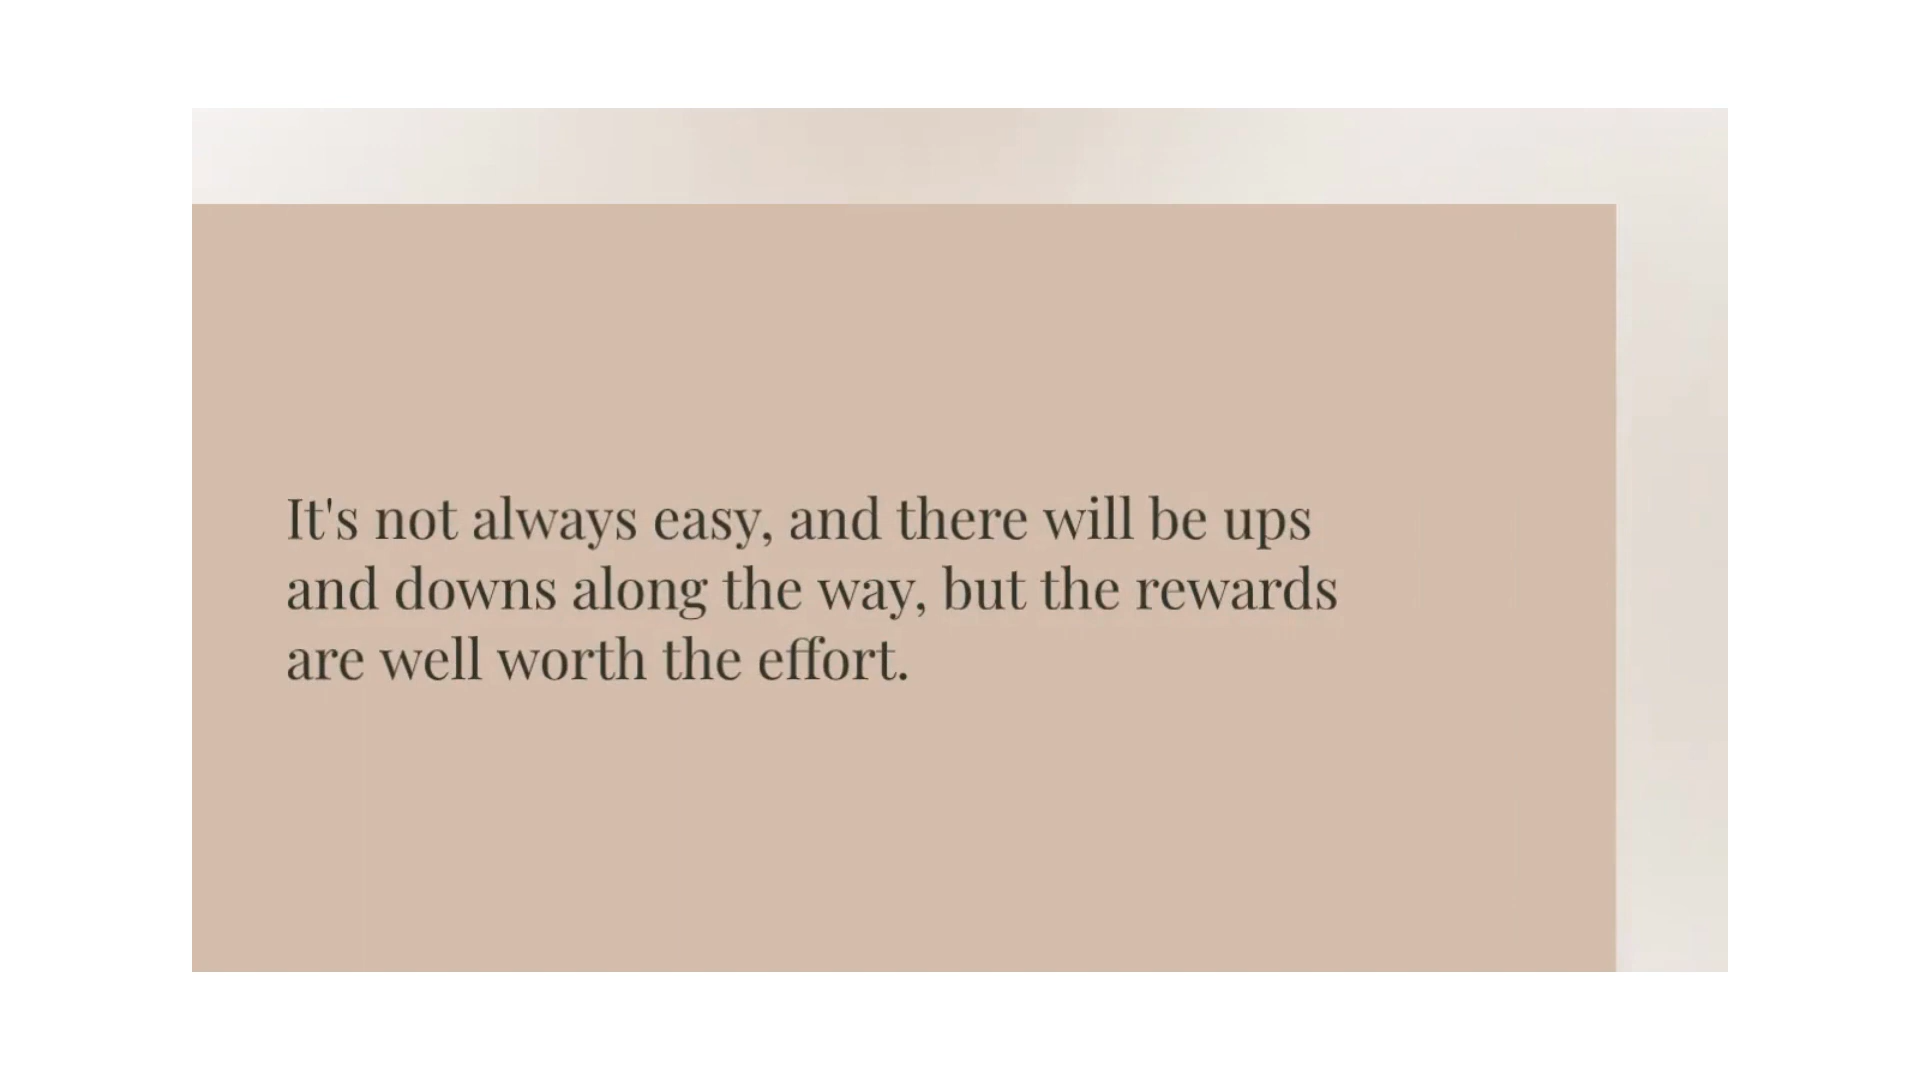 It's not always easy, and there will be ups
and downs along the way, but the rewards
are well worth the effort.